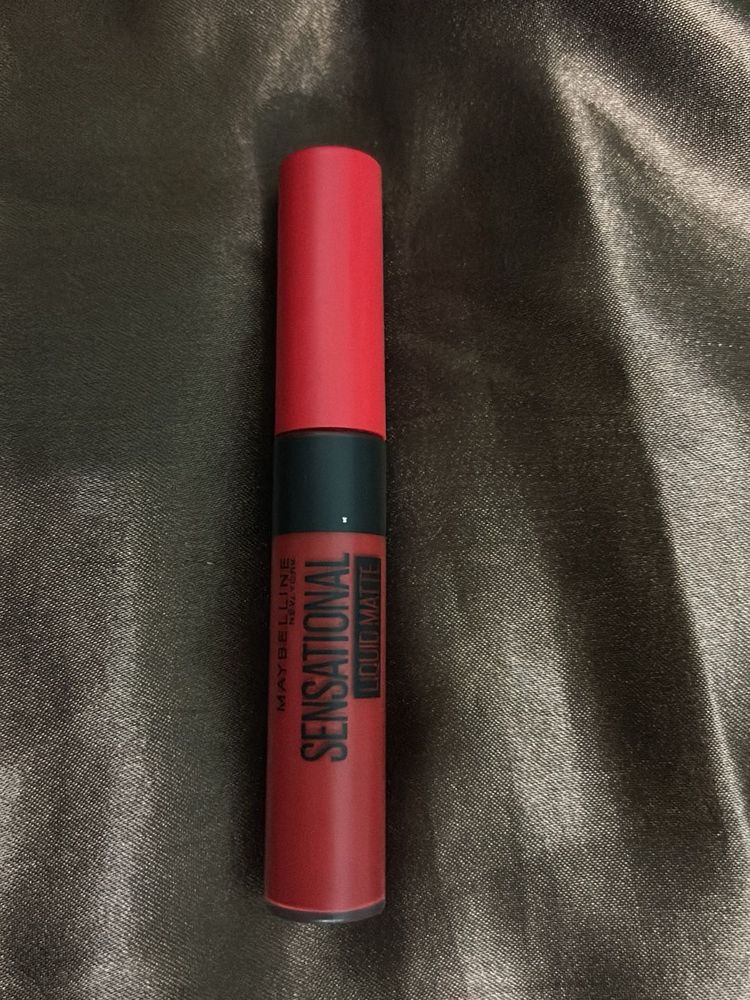 MAYBELLINE
NEW YORK
SENSATIONAL
LIQUID MATTE